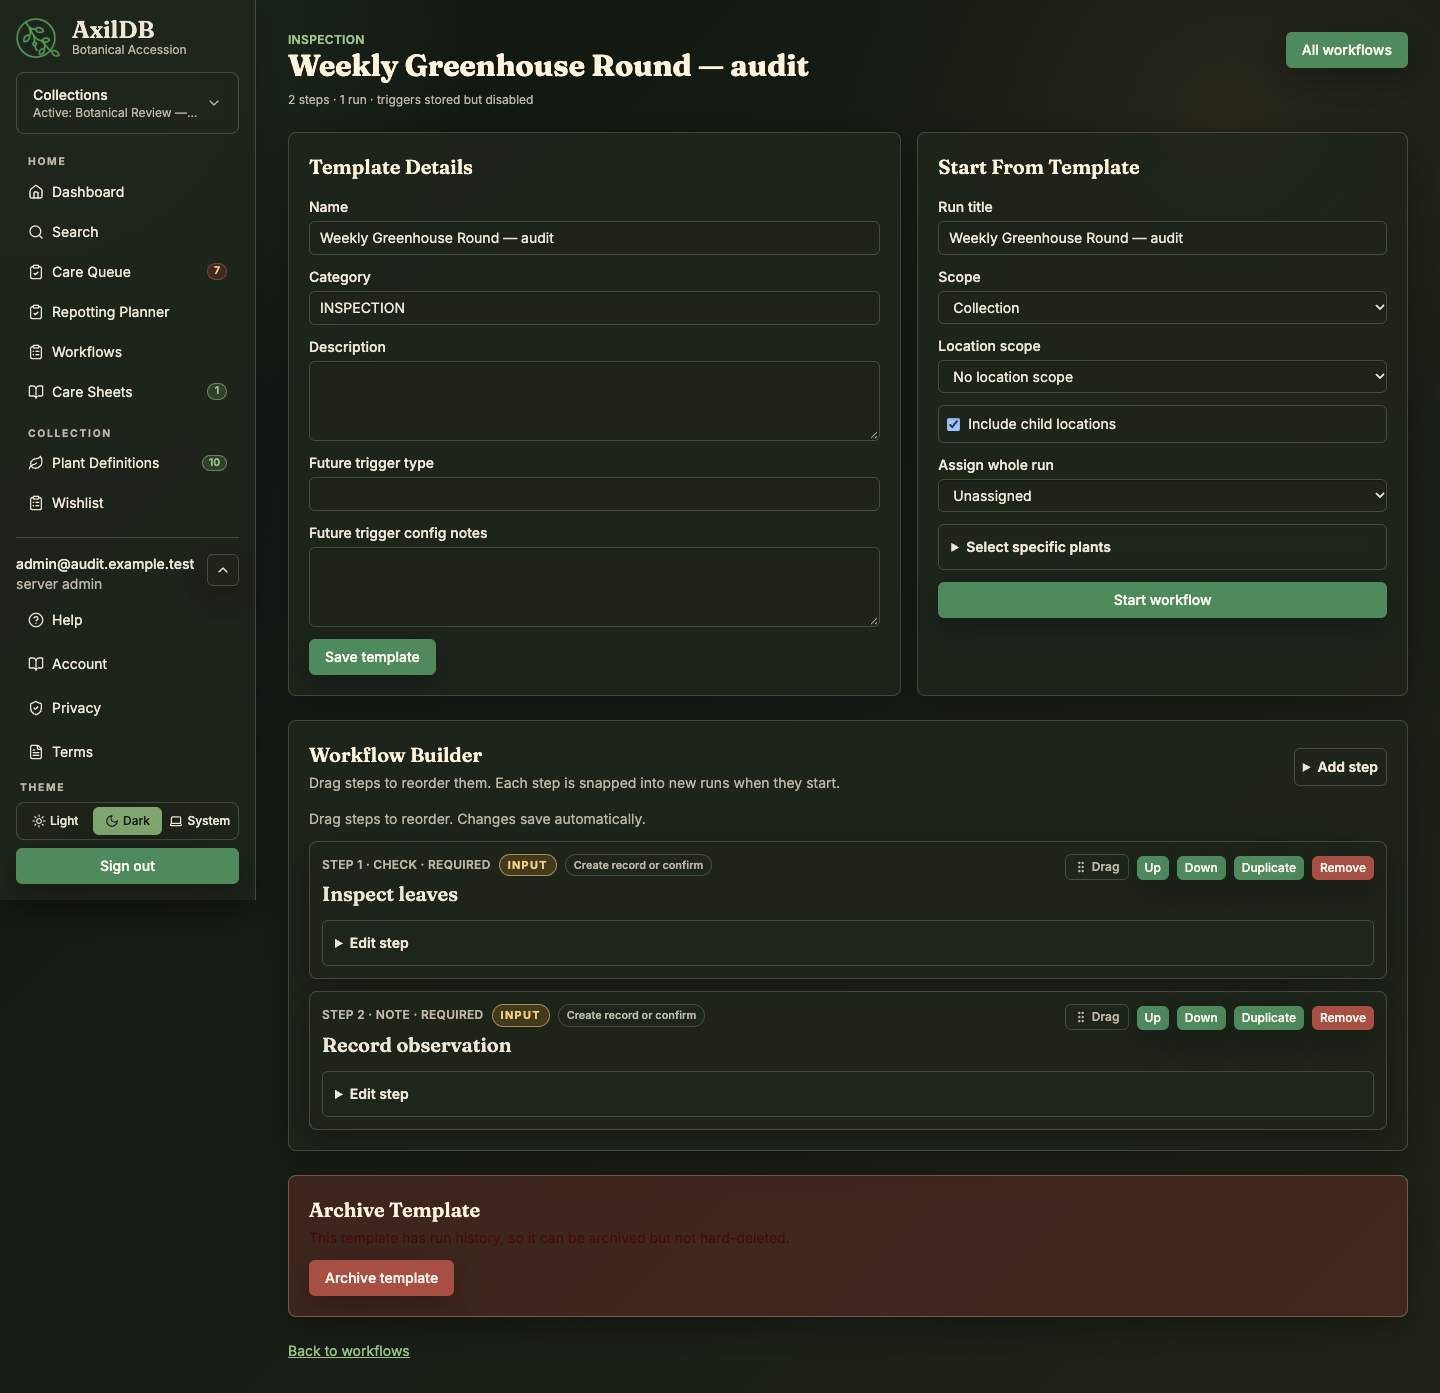 AxilDB
Botanical Accession
Collections
Active: Botanical Review —...
HOME
Dashboard
Search
Care Queue 7
Repotting Planner
Workflows
Care Sheets 1
COLLECTION
Plant Definitions 10
Wishlist
admin@audit.example.test
server admin
Help
Account
Privacy
Terms
THEME
Light Dark System
Sign out
INSPECTION
Weekly Greenhouse Round — audit
2 steps · 1 run · triggers stored but disabled
All workflows
Template Details
Name
Weekly Greenhouse Round — audit
Category
INSPECTION
Description
Future trigger type
Future trigger config notes
Save template
Start From Template
Run title
Weekly Greenhouse Round — audit
Scope
Collection
Location scope
No location scope
Include child locations
Assign whole run
Unassigned
Select specific plants
Start workflow
Workflow Builder
Drag steps to reorder them. Each step is snapped into new runs when they start.
Add step
Drag steps to reorder. Changes save automatically.
STEP 1 · CHECK · REQUIRED INPUT Create record or confirm
Drag Up Down Duplicate Remove
Inspect leaves
Edit step
STEP 2 · NOTE · REQUIRED INPUT Create record or confirm
Drag Up Down Duplicate Remove
Record observation
Edit step
Archive Template
This template has run history, so it can be archived but not hard-deleted.
Archive template
Back to workflows